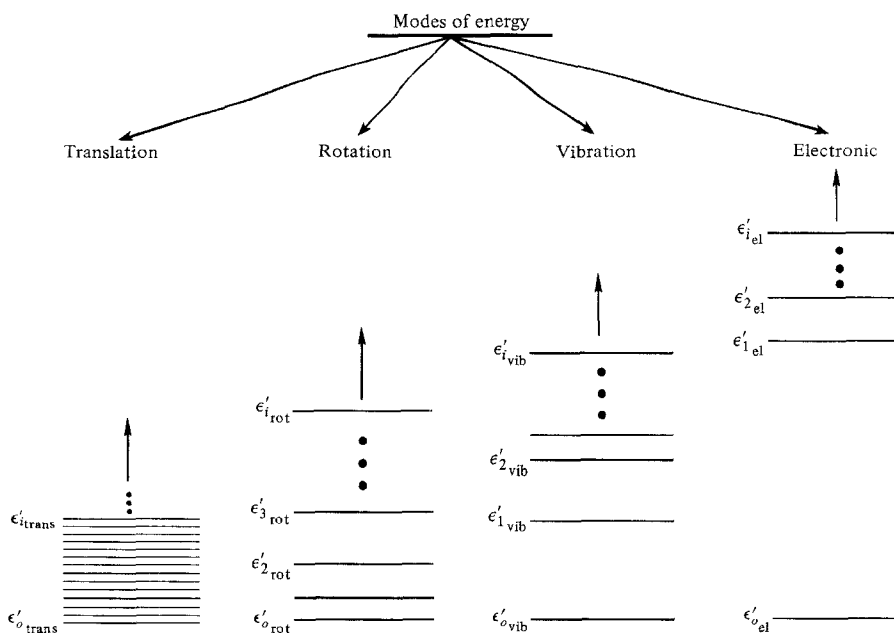 Modes of energy
Translation Rotation Vibration Electronic
ϵ′i el
ϵ′2 el
ϵ′1 el
ϵ′i vib
ϵ′i rot
ϵ′2 vib
ϵ′i trans
ϵ′3 rot
ϵ′1 vib
ϵ′2 rot
ϵ′o trans
ϵ′o rot
ϵ′o vib
ϵ′o el